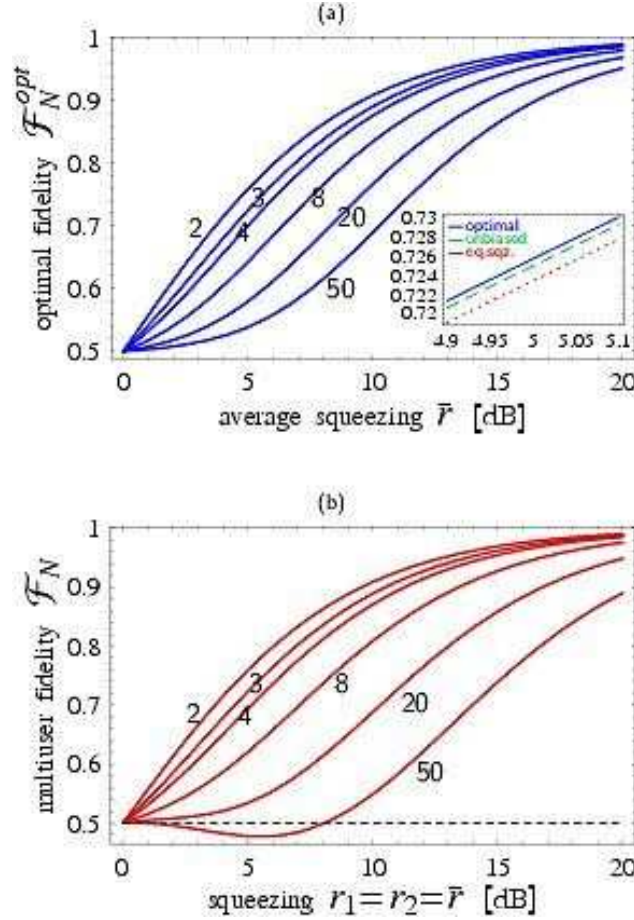 (a)
optimal fidelity F_N^opt
1
0.9
0.8
0.7
0.6
0.5
2
3
4
8
20
50
0.73
0.728
0.726
0.724
0.722
0.72
optimal
unbiased
eq.sqz.
4.9 4.95 5 5.05 5.1
0 5 10 15 20
average squeezing r̄ [dB]
(b)
multiuser fidelity F_N
1
0.9
0.8
0.7
0.6
0.5
2
3
4
8
20
50
0 5 10 15 20
squeezing r₁=r₂=r̄ [dB]